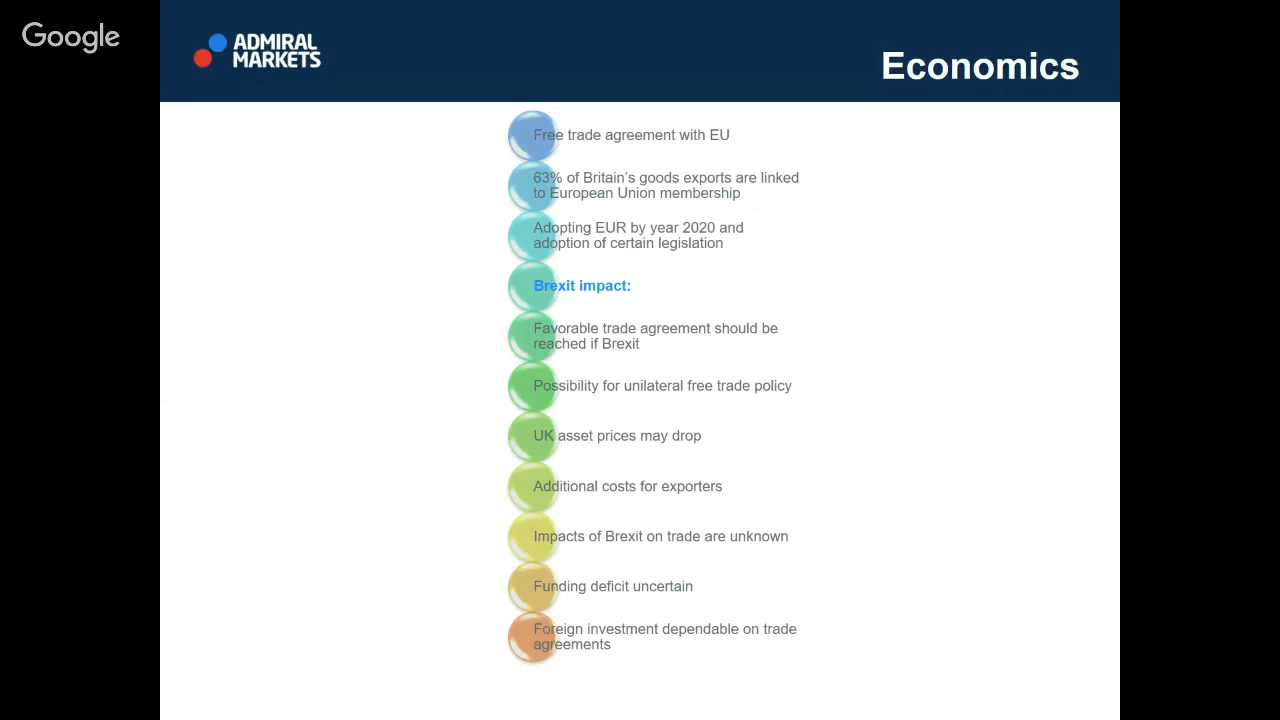 Google
ADMIRAL
MARKETS
Economics
Free trade agreement with EU
63% of Britain's goods exports are linked
to European Union membership
Adopting EUR by year 2020 and
adoption of certain legislation
Brexit impact:
Favorable trade agreement should be
reached if Brexit
Possibility for unilateral free trade policy
UK asset prices may drop
Additional costs for exporters
Impacts of Brexit on trade are unknown
Funding deficit uncertain
Foreign investment dependable on trade
agreements